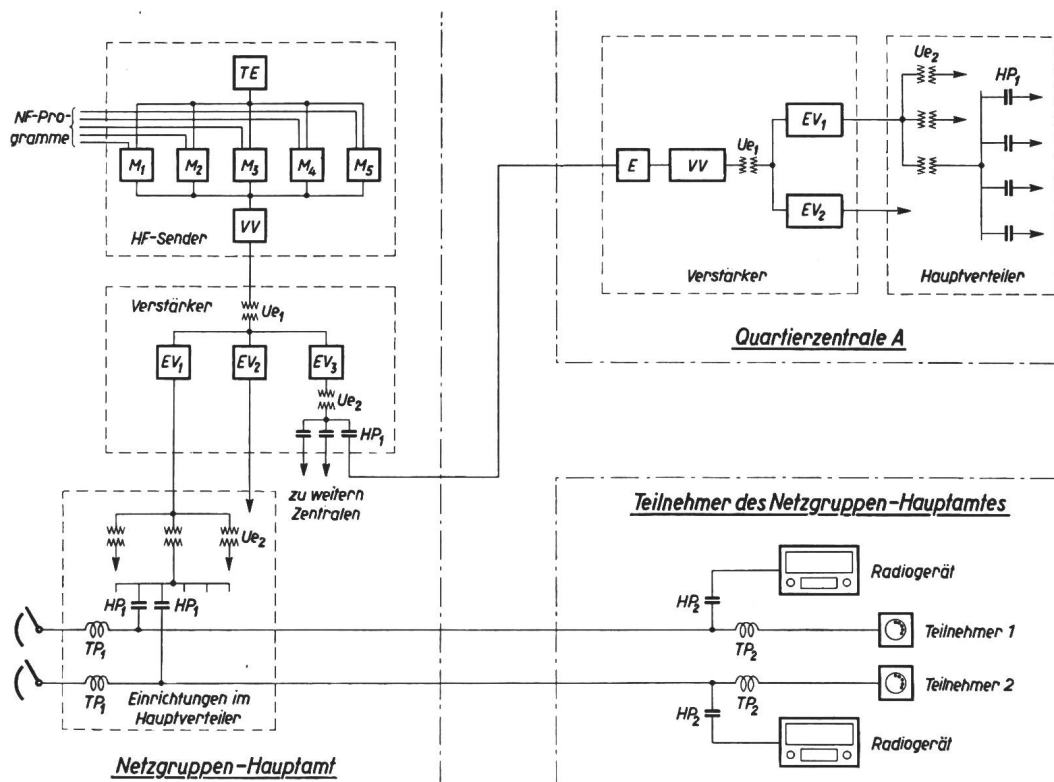 TE
NF-Pro-
gramme
M1 M2 M3 M4 M5
VV
HF-Sender
Verstärker
Ue1
EV1 EV2 EV3
Ue2
HP1
zu weitern
Zentralen
Ue2
HP1 HP1
TP1
TP1
Einrichtungen im
Hauptverteiler
Netzgruppen-Hauptamt
E VV Ue1 EV1
EV2
Verstärker
Ue2
HP1
Hauptverteiler
Quartierzentrale A
Teilnehmer des Netzgruppen-Hauptamtes
Radiogerät
HP2
TP2
Teilnehmer 1
TP2
Teilnehmer 2
HP2
Radiogerät